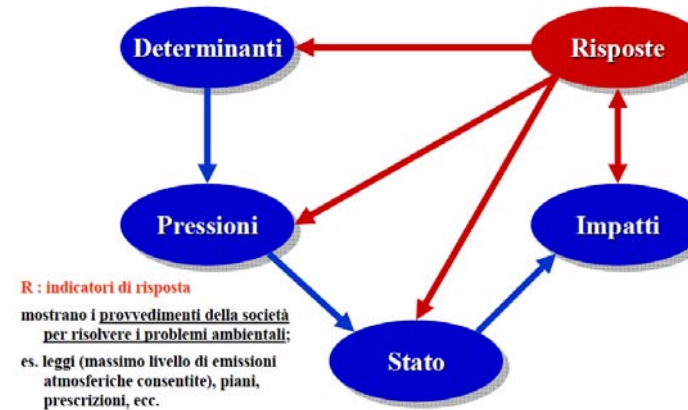 Determinanti
Risposte
Pressioni
Impatti
R : indicatori di risposta
mostrano i provvedimenti della società
per risolvere i problemi ambientali;
Stato
es. leggi (massimo livello di emissioni
atmosferiche consentite), piani,
prescrizioni, ecc.